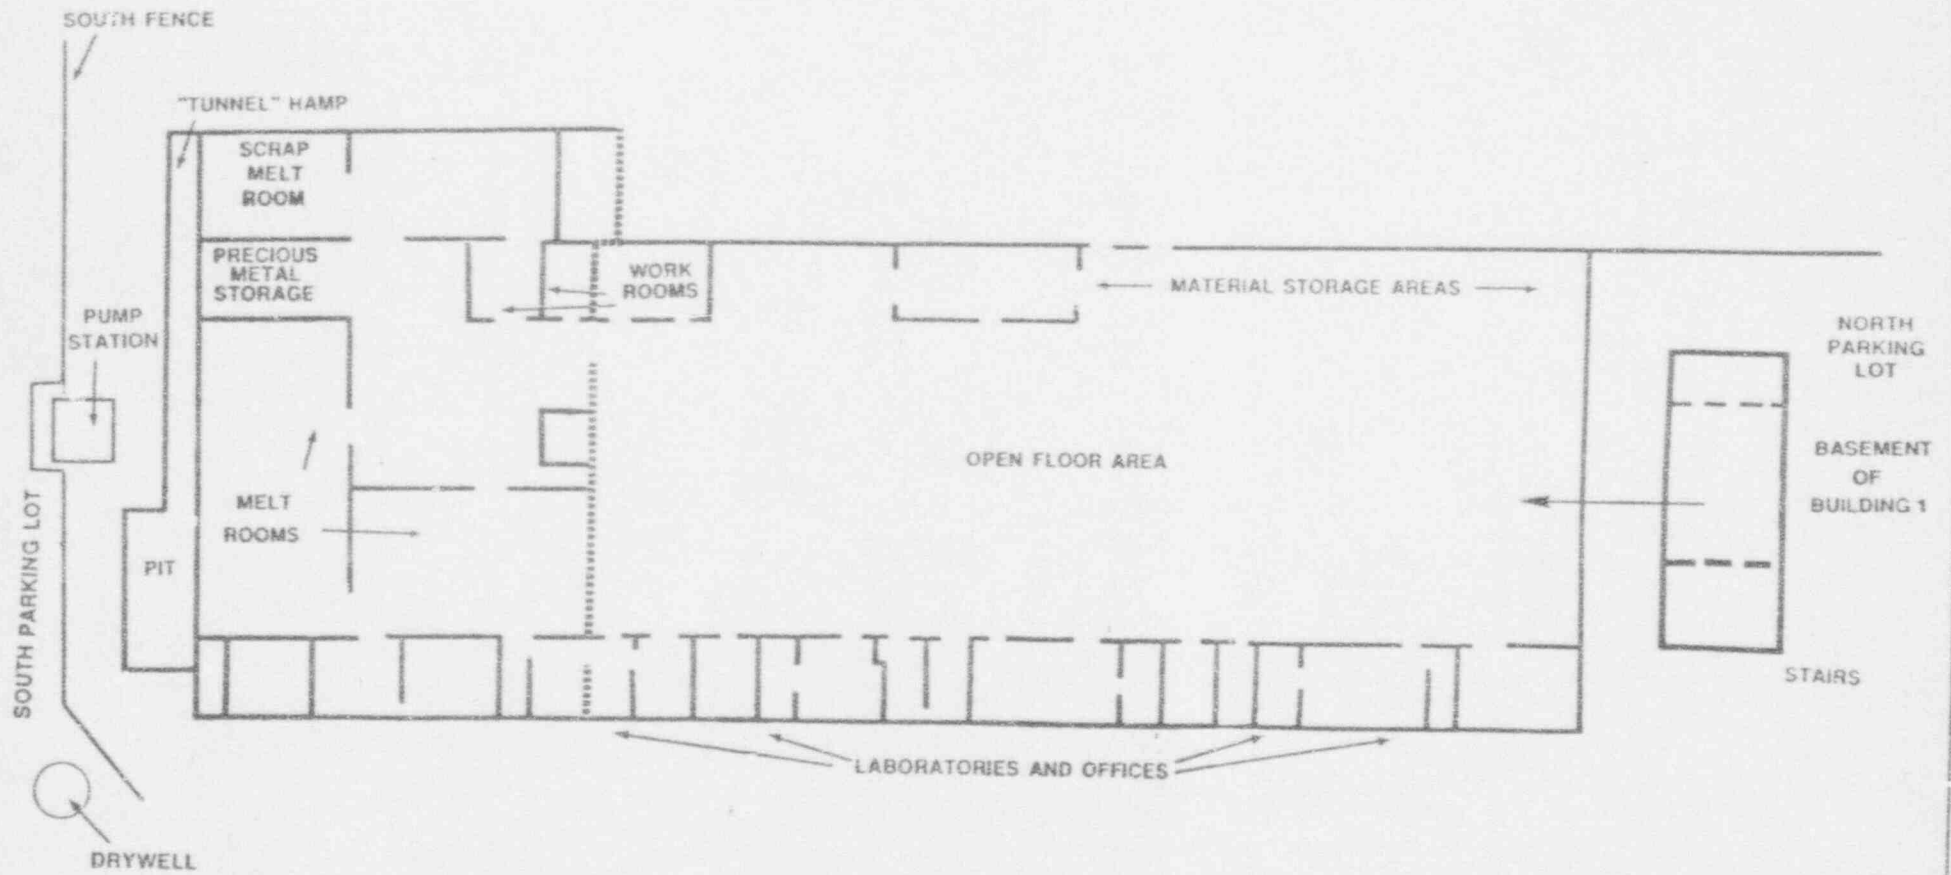 SOUTH FENCE
"TUNNEL" HAMP
SCRAP
MELT
ROOM
PRECIOUS
METAL
STORAGE
WORK
ROOMS
MATERIAL STORAGE AREAS
PUMP
STATION
NORTH
PARKING
LOT
OPEN FLOOR AREA
BASEMENT
OF
BUILDING 1
MELT
ROOMS
SOUTH PARKING LOT
PIT
STAIRS
LABORATORIES AND OFFICES
DRYWELL